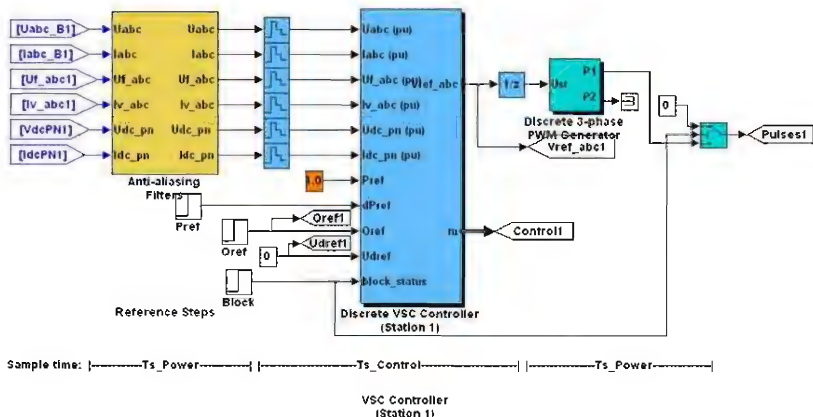 [Uabc_B1]
[Iabc_B1]
[Uf_abc1]
[Iv_abc1]
[VdcPN1]
[IdcPN1]
Uabc Uabc
Iabc Iabc
Uf_abc Uf_abc
Iv_abc Iv_abc
Udc_pn Udc_pn
Idc_pn Idc_pn
Anti-aliasing
Filters
Uabc (pu)
Iabc (pu)
Uf_abc (pu)
Iv_abc (pu)
Udc_pn (pu)
Idc_pn (pu)
Pref
dPref
Qref
Udref
block_status
Vref_abc
m
Discrete VSC Controller
(Station 1)
1.0
Pref
Qref1
Qref
Udref1
0
Block
Reference Steps
1/z
Usr
P1
P2
Discrete 3-phase
PWM Generator
Vref_abc1
0
Pulses1
Control1
Sample time: |----------Ts_Power----------| |------------------Ts_Control------------------| |----------Ts_Power----------|
VSC Controller
(Station 1)